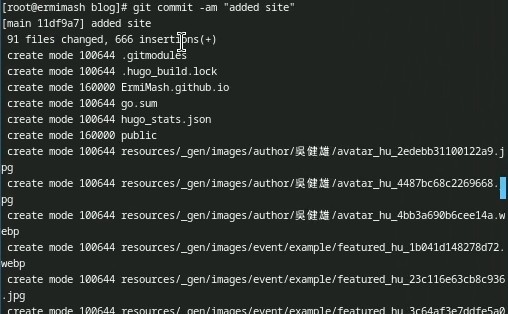 [root@ermimash blog]# git commit -am "added site"
[main 11df9a7] added site
 91 files changed, 666 insertions(+)
 create mode 100644 .gitmodules
 create mode 100644 .hugo_build.lock
 create mode 160000 ErmiMash.github.io
 create mode 100644 go.sum
 create mode 100644 hugo_stats.json
 create mode 160000 public
 create mode 100644 resources/_gen/images/author/吳健雄/avatar_hu_2edebb31100122a9.j
pg
 create mode 100644 resources/_gen/images/author/吳健雄/avatar_hu_4487bc68c2269668.
pg
 create mode 100644 resources/_gen/images/author/吳健雄/avatar_hu_4bb3a690b6cee14a.w
ebp
 create mode 100644 resources/_gen/images/event/example/featured_hu_1b041d148278d72.
webp
 create mode 100644 resources/_gen/images/event/example/featured_hu_23c116e63cb8c936
.jpg
 create mode 100644 resources/_gen/images/event/example/featured_hu_3c64af3e7ddfe5a0